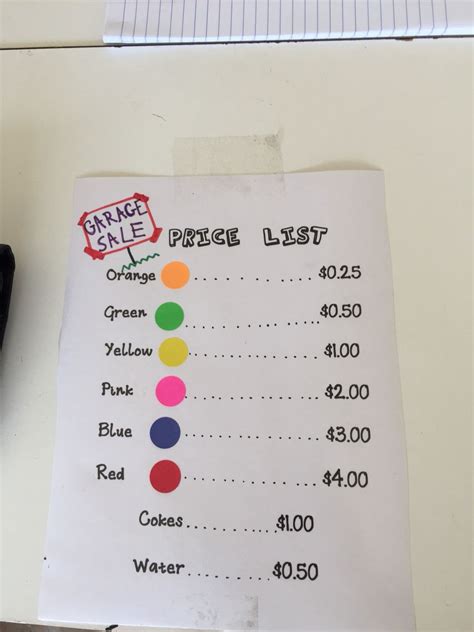 GARAGE
SALE
PRICE LIST
Orange ............ $0.25
Green ............ $0.50
Yellow ............ $1.00
Pink ............ $2.00
Blue ............ $3.00
Red ............ $4.00
Cokes............ $1.00
Water............ $0.50